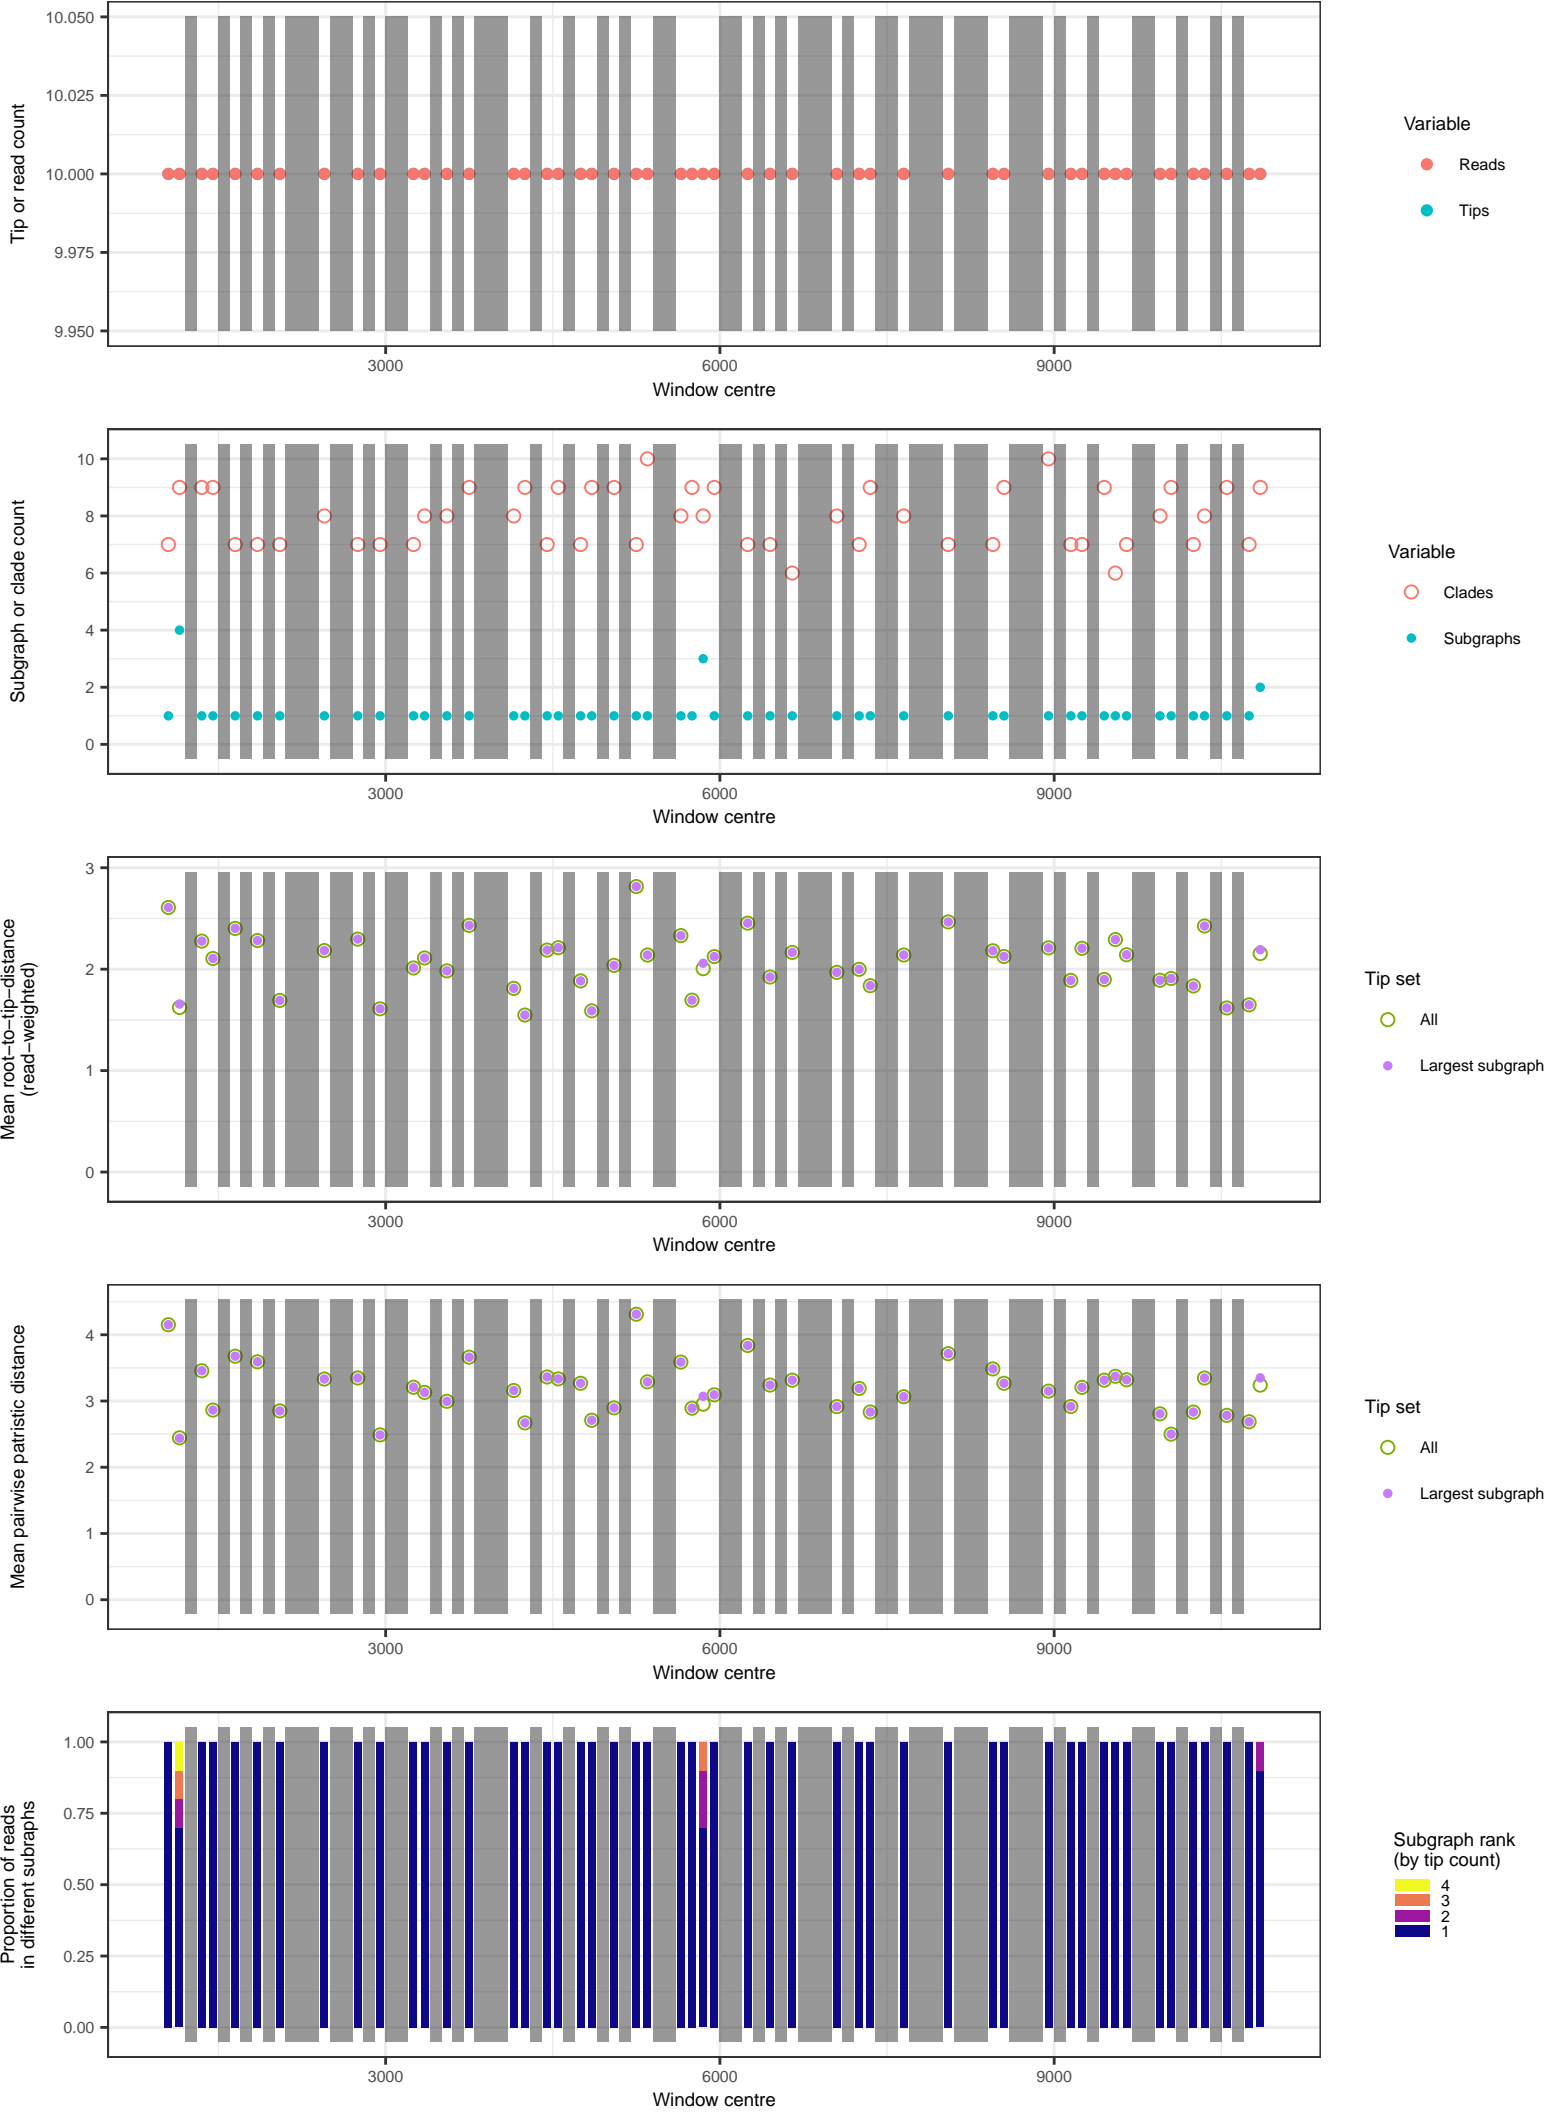 10.050
10.025
10.000
9.975
9.950
Tip or read count
3000 6000 9000
Window centre
Variable
Reads
Tips
10
8
6
4
2
0
Subgraph or clade count
3000 6000 9000
Window centre
Variable
Clades
Subgraphs
3
2
1
0
Mean root−to−tip−distance
(read−weighted)
3000 6000 9000
Window centre
Tip set
All
Largest subgraph
4
3
2
1
0
Mean pairwise patristic distance
3000 6000 9000
Window centre
Tip set
All
Largest subgraph
1.00
0.75
0.50
0.25
0.00
Proportion of reads
in different subraphs
3000 6000 9000
Window centre
Subgraph rank
(by tip count)
4
3
2
1